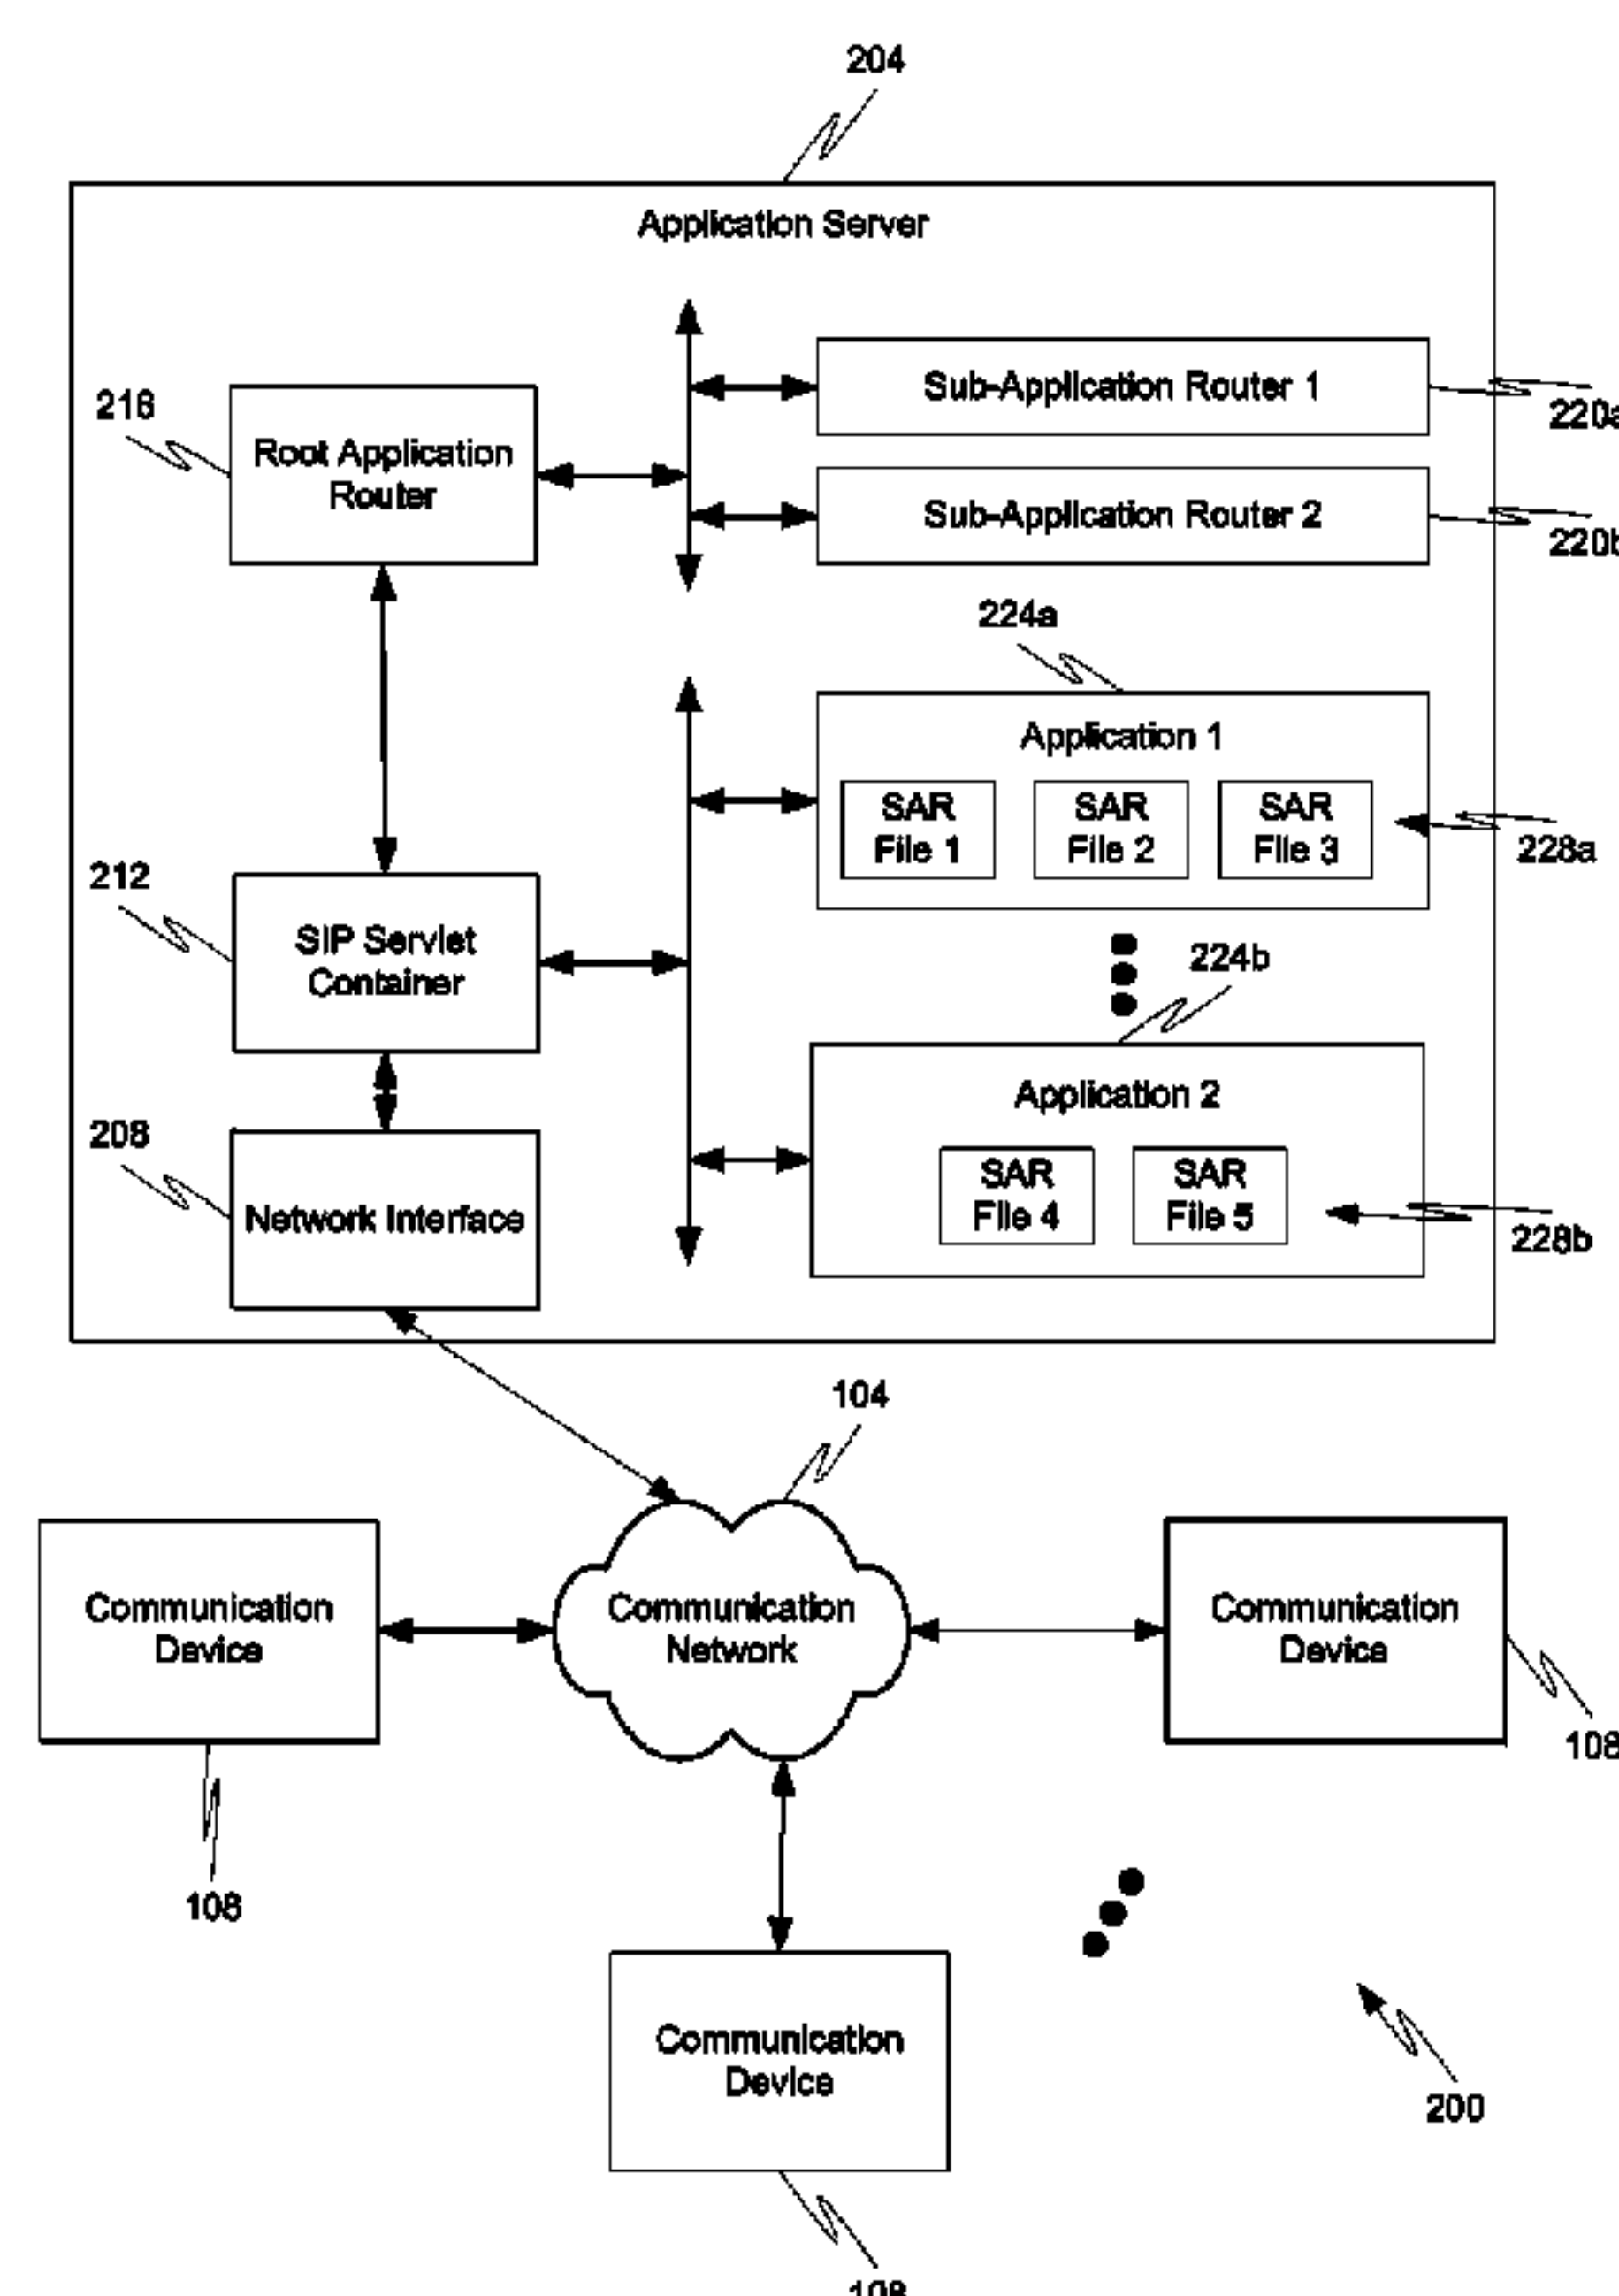 204
Application Server
Sub-Application Router 1
220a
216
Root Application
Router
Sub-Application Router 2
220b
224a
Application 1
SAR
File 1
SAR
File 2
SAR
File 3
228a
212
SIP Servlet
Container
224b
Application 2
208
Network Interface
SAR
File 4
SAR
File 5
228b
104
Communication
Device
Communication
Network
Communication
Device
108
108
Communication
Device
200
108